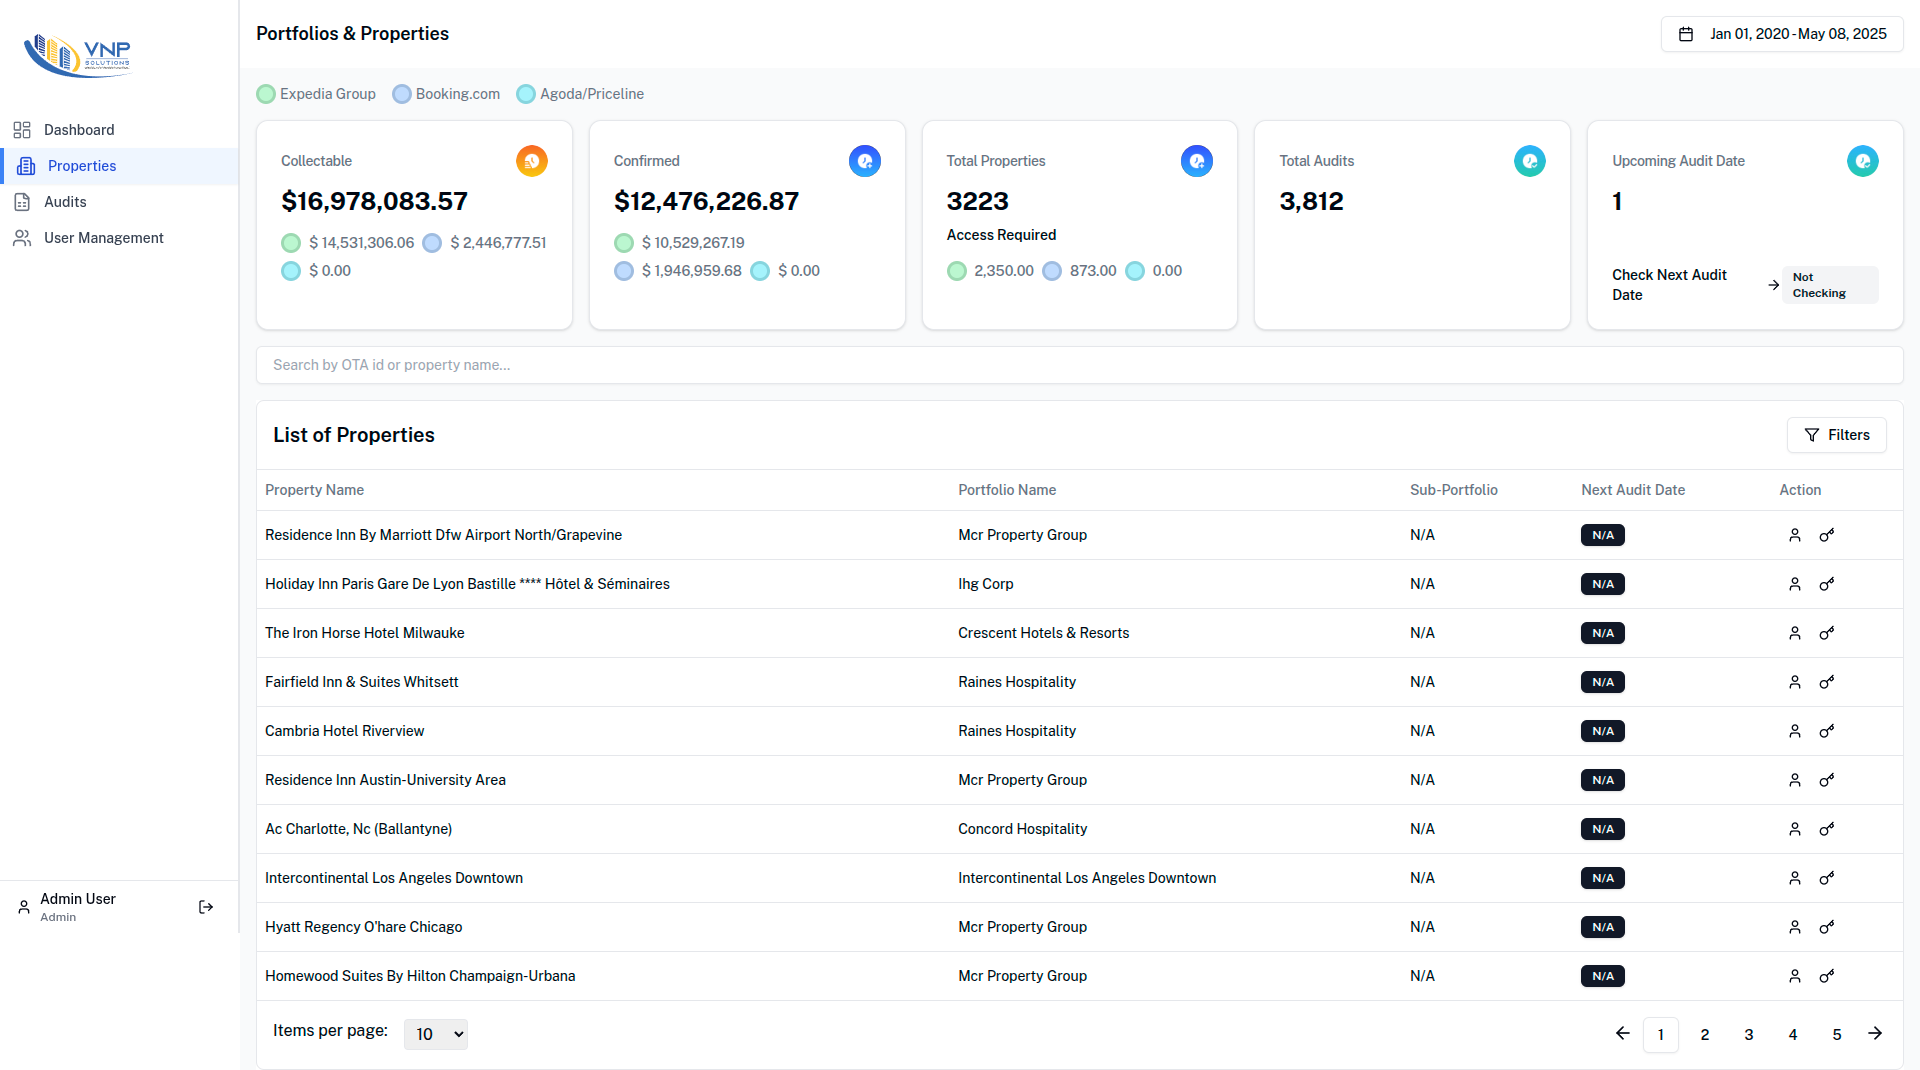 VNP
SOLUTIONS
Dashboard
Properties
Audits
User Management
Admin User
Admin
Portfolios & Properties
Jan 01, 2020 - May 08, 2025
Expedia Group
Booking.com
Agoda/Priceline
Collectable
$16,978,083.57
$ 14,531,306.06
$ 2,446,777.51
$ 0.00
Confirmed
$12,476,226.87
$ 10,529,267.19
$ 1,946,959.68
$ 0.00
Total Properties
3223
Access Required
2,350.00
873.00
0.00
Total Audits
3,812
Upcoming Audit Date
1
Check Next Audit
Date
Not
Checking
Search by OTA id or property name...
List of Properties
Filters
Property Name Portfolio Name Sub-Portfolio Next Audit Date Action
Residence Inn By Marriott Dfw Airport North/Grapevine Mcr Property Group N/A N/A
Holiday Inn Paris Gare De Lyon Bastille **** Hôtel & Séminaires Ihg Corp N/A N/A
The Iron Horse Hotel Milwauke Crescent Hotels & Resorts N/A N/A
Fairfield Inn & Suites Whitsett Raines Hospitality N/A N/A
Cambria Hotel Riverview Raines Hospitality N/A N/A
Residence Inn Austin-University Area Mcr Property Group N/A N/A
Ac Charlotte, Nc (Ballantyne) Concord Hospitality N/A N/A
Intercontinental Los Angeles Downtown Intercontinental Los Angeles Downtown N/A N/A
Hyatt Regency O'hare Chicago Mcr Property Group N/A N/A
Homewood Suites By Hilton Champaign-Urbana Mcr Property Group N/A N/A
Items per page: 10
1 2 3 4 5